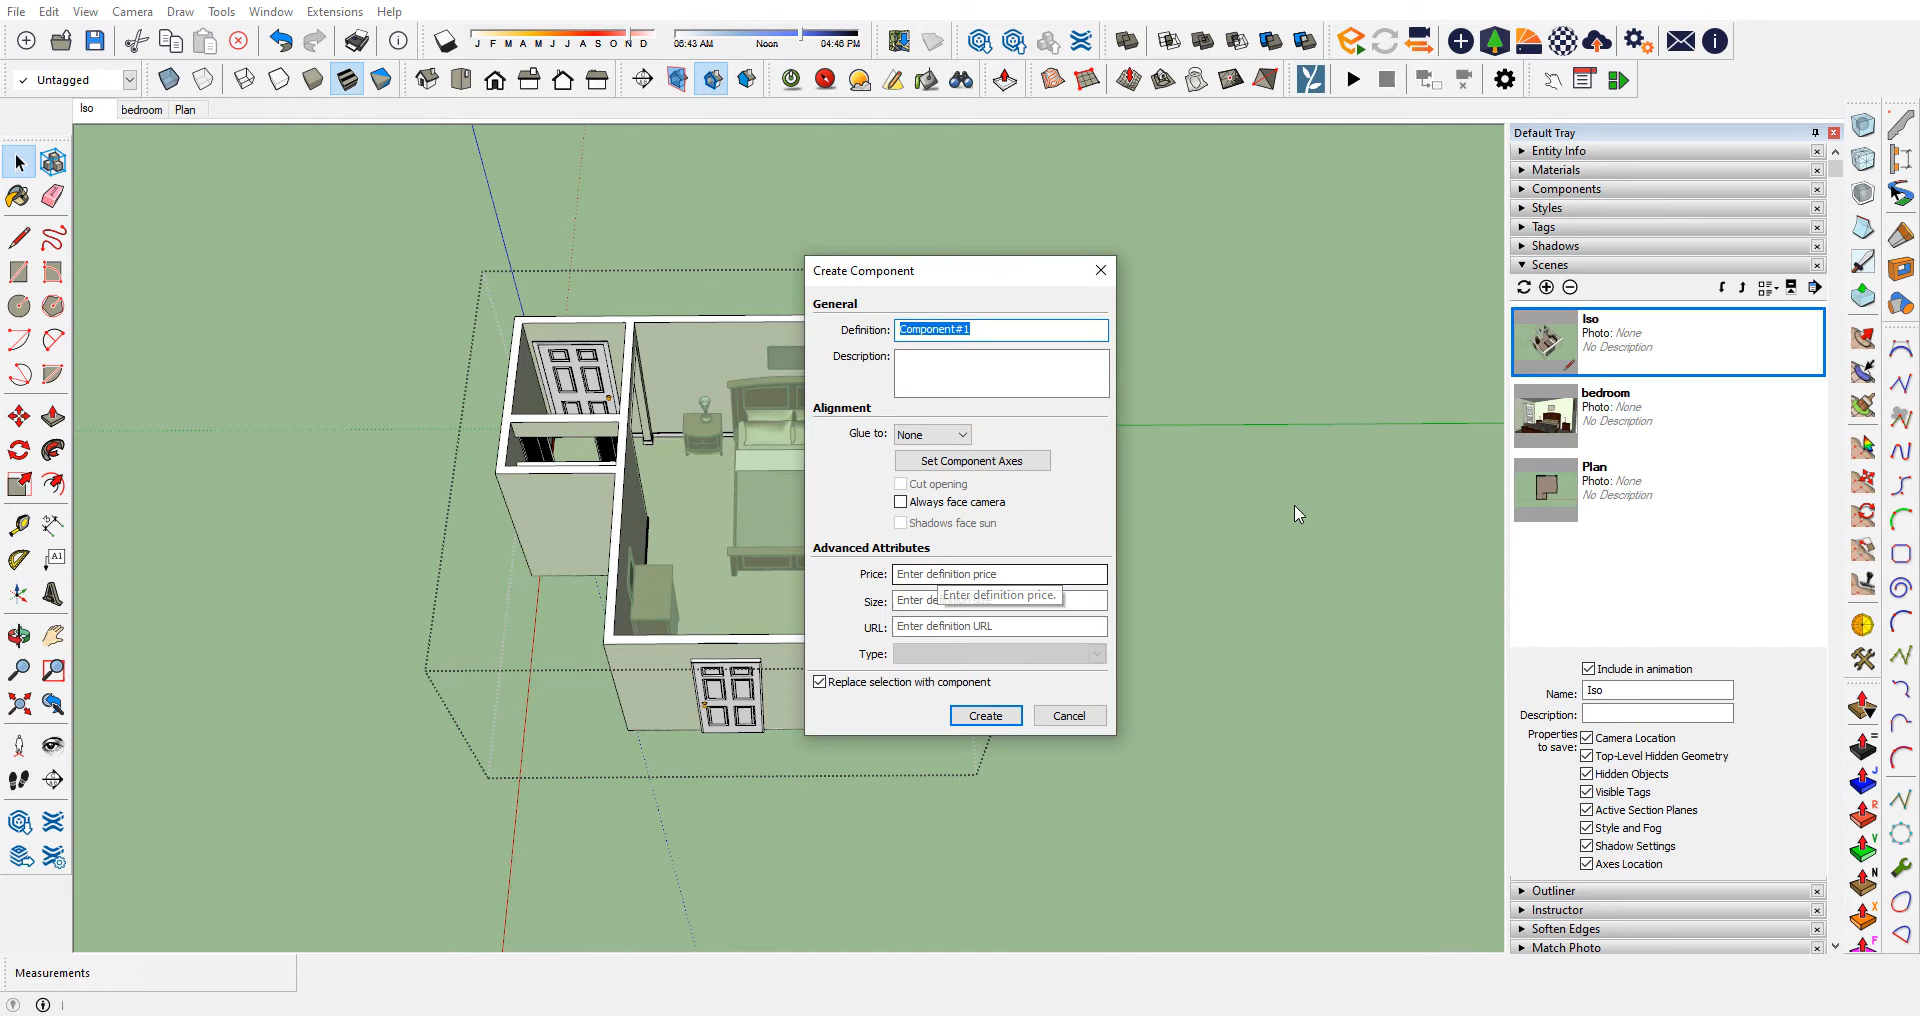 File Edit View Camera Draw Tools Window Extensions Help
J F M A M J J A S O N D 06:43 AM Noon 04:46 PM
Untagged
Iso bedroom Plan
Default Tray
Entity Info
Materials
Components
Styles
Tags
Shadows
Scenes
Iso
Photo: None
No Description
bedroom
Photo: None
No Description
Plan
Photo: None
No Description
Include in animation
Name: Iso
Description:
Properties to save:
Camera Location
Top-Level Hidden Geometry
Hidden Objects
Visible Tags
Active Section Planes
Style and Fog
Shadow Settings
Axes Location
Outliner
Instructor
Soften Edges
Match Photo
Create Component
General
Definition: Component#1
Description:
Alignment
Glue to: None
Set Component Axes
Cut opening
Always face camera
Shadows face sun
Advanced Attributes
Price: Enter definition price
Enter definition price.
Size: Enter de
URL: Enter definition URL
Type:
Replace selection with component
Create Cancel
A1
J
R
V
N
X
F
Measurements